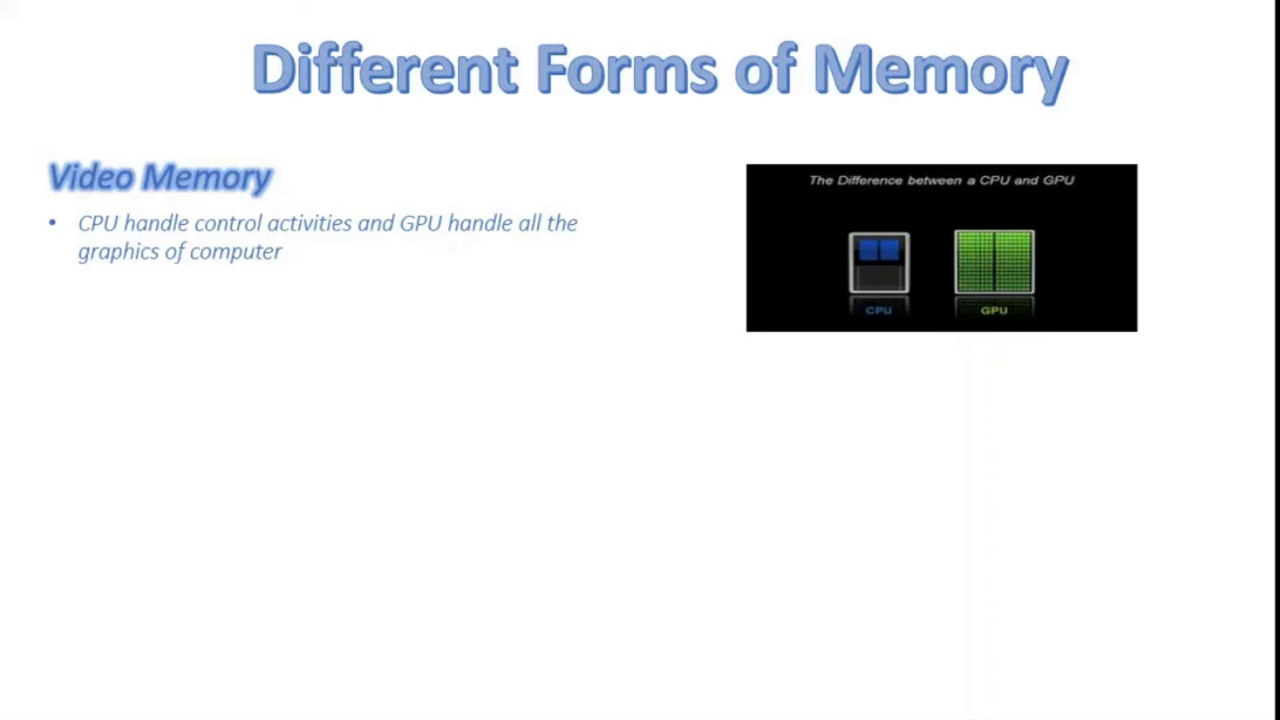 Different Forms of Memory
Video Memory
• CPU handle control activities and GPU handle all the
graphics of computer
The Difference between a CPU and GPU
CPU
GPU